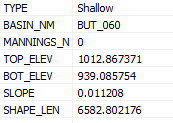 TYPE Shallow
BASIN_NM BUT_060
MANNINGS_N 0
TOP_ELEV 1012.867371
BOT_ELEV 939.085754
SLOPE 0.011208
SHAPE_LEN 6582.802176